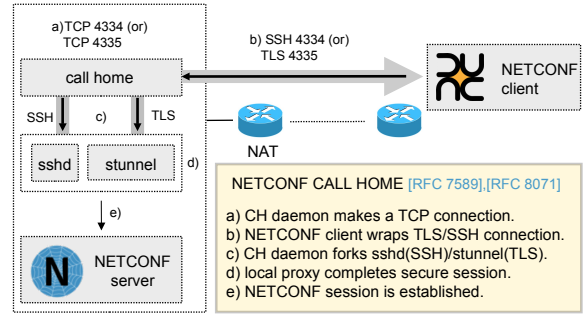 a)TCP 4334 (or)
TCP 4335
b) SSH 4334 (or)
TLS 4335
call home
NETCONF
client
SSH
c)
TLS
sshd
stunnel
d)
NAT
e)
N
NETCONF
server
NETCONF CALL HOME [RFC 7589],[RFC 8071]
a) CH daemon makes a TCP connection.
b) NETCONF client wraps TLS/SSH connection.
c) CH daemon forks sshd(SSH)/stunnel(TLS).
d) local proxy completes secure session.
e) NETCONF session is established.